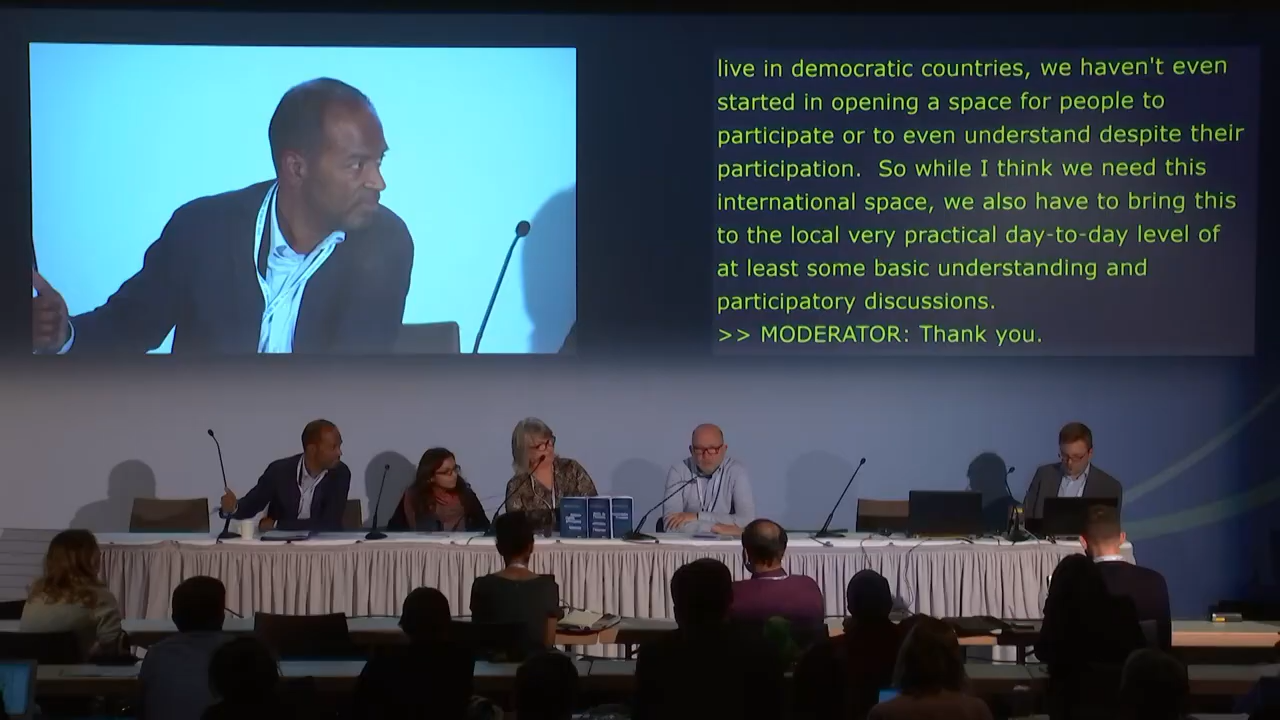 live in democratic countries, we haven't even
started in opening a space for people to
participate or to even understand despite their
participation.  So while I think we need this
international space, we also have to bring this
to the local very practical day-to-day level of
at least some basic understanding and
participatory discussions.
>> MODERATOR: Thank you.